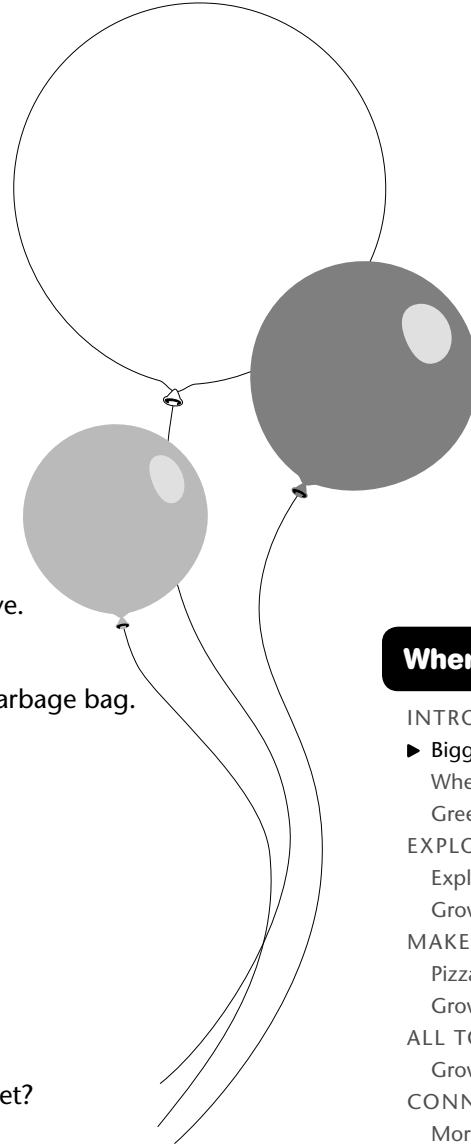 ve.
arbage bag.
et?
Wher
INTRO
▶ Bigg
Whe
Gree
EXPLO
Expl
Grov
MAKE
Pizza
Grov
ALL TO
Grov
CONN
Mor